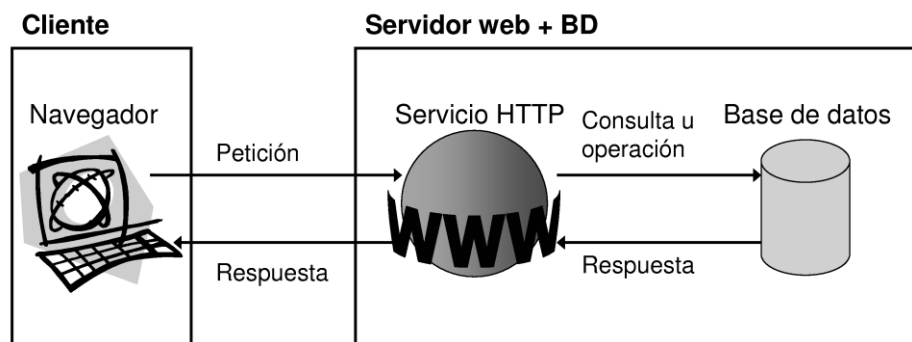 Cliente
Servidor web + BD
Navegador
Servicio HTTP
Base de datos
Petición
Consulta u
operación
WWW
Respuesta
Respuesta